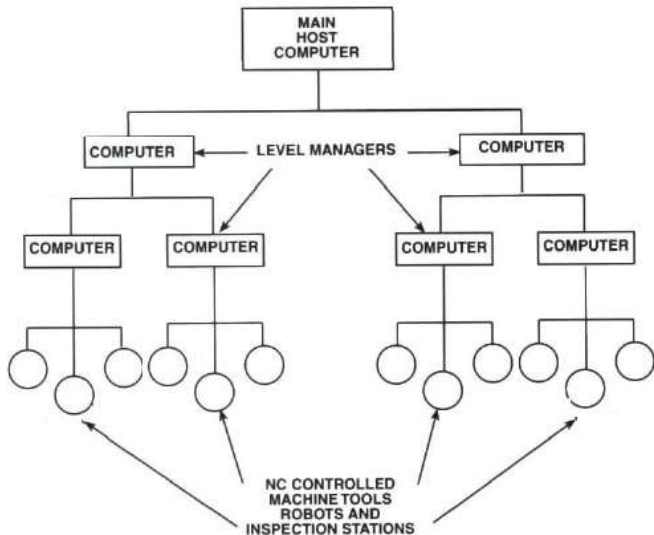 MAIN
HOST
COMPUTER
COMPUTER
LEVEL MANAGERS
COMPUTER
COMPUTER
COMPUTER
COMPUTER
COMPUTER
NC CONTROLLED
MACHINE TOOLS
ROBOTS AND
INSPECTION STATIONS